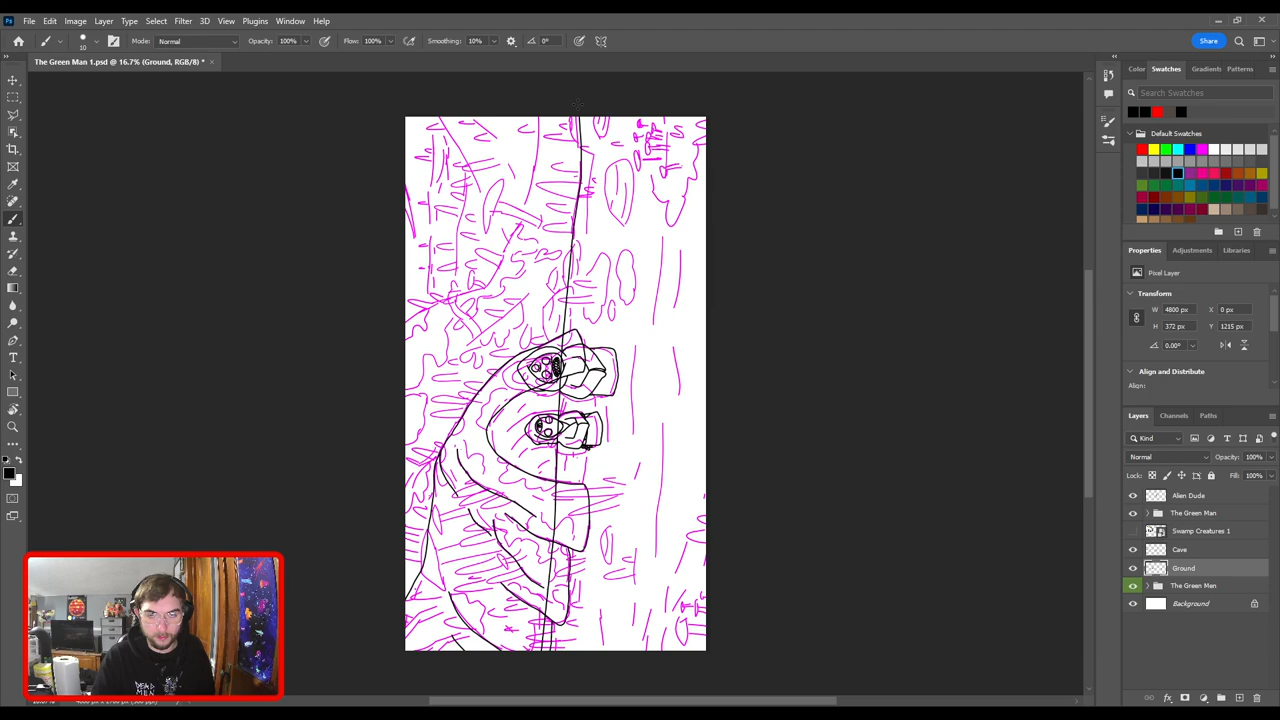 Ps File Edit Image Layer Type Select Filter 3D View Plugins Window Help
10 Mode: Normal Opacity: 100% Flow: 100% Smoothing: 10% 0° Share
The Green Man 1.psd @ 16.7% (Ground, RGB/8) *
Color Swatches Gradients Patterns
Search Swatches
Default Swatches
Properties Adjustments Libraries
Pixel Layer
Transform
W 4800 px X 0 px
H 372 px Y 1215 px
0.00°
Align and Distribute
Align:
Layers Channels Paths
Kind
Normal Opacity: 100%
Lock: Fill: 100%
Alien Dude
The Green Man
Swamp Creatures 1
Cave
Ground
The Green Men
Background
DEAD
MEN